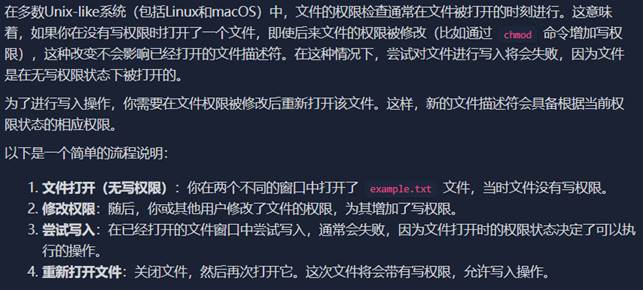 在多数Unix-like系统（包括Linux和macOS）中，文件的权限检查通常在文件被打开的时刻进行。这意味
着，如果你在没有写权限时打开了一个文件，即使后来文件的权限被修改（比如通过 chmod 命令增加写权
限），这种改变不会影响已经打开的文件描述符。在这种情况下，尝试对文件进行写入将会失败，因为文件
是在无写权限状态下被打开的。
为了进行写入操作，你需要在文件权限被修改后重新打开该文件。这样，新的文件描述符会具备根据当前权
限状态的相应权限。
以下是一个简单的流程说明：
1. 文件打开（无写权限）：你在两个不同的窗口中打开了 example.txt 文件，当时文件没有写权限。
2. 修改权限：随后，你或其他用户修改了文件的权限，为其增加了写权限。
3. 尝试写入：在已经打开的文件窗口中尝试写入，通常会失败，因为文件打开时的权限状态决定了可以执
行的操作。
4. 重新打开文件：关闭文件，然后再次打开它。这次文件将会带有写权限，允许写入操作。